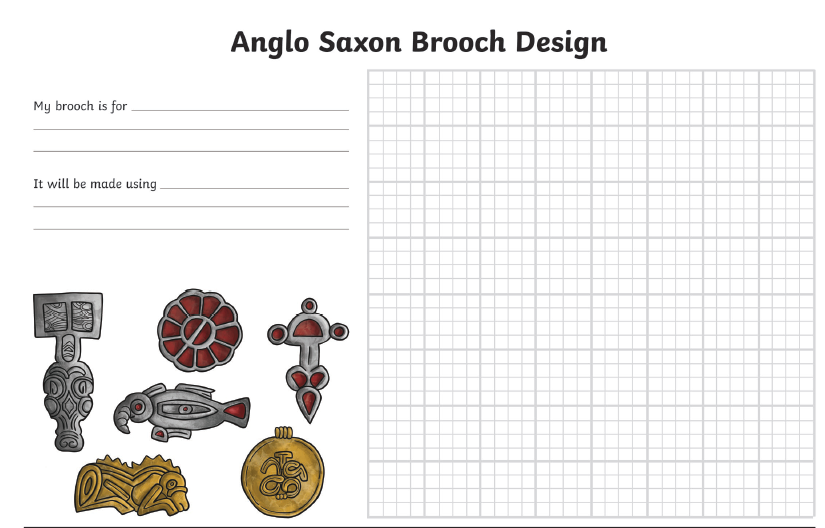 Anglo Saxon Brooch Design
My brooch is for
It will be made using